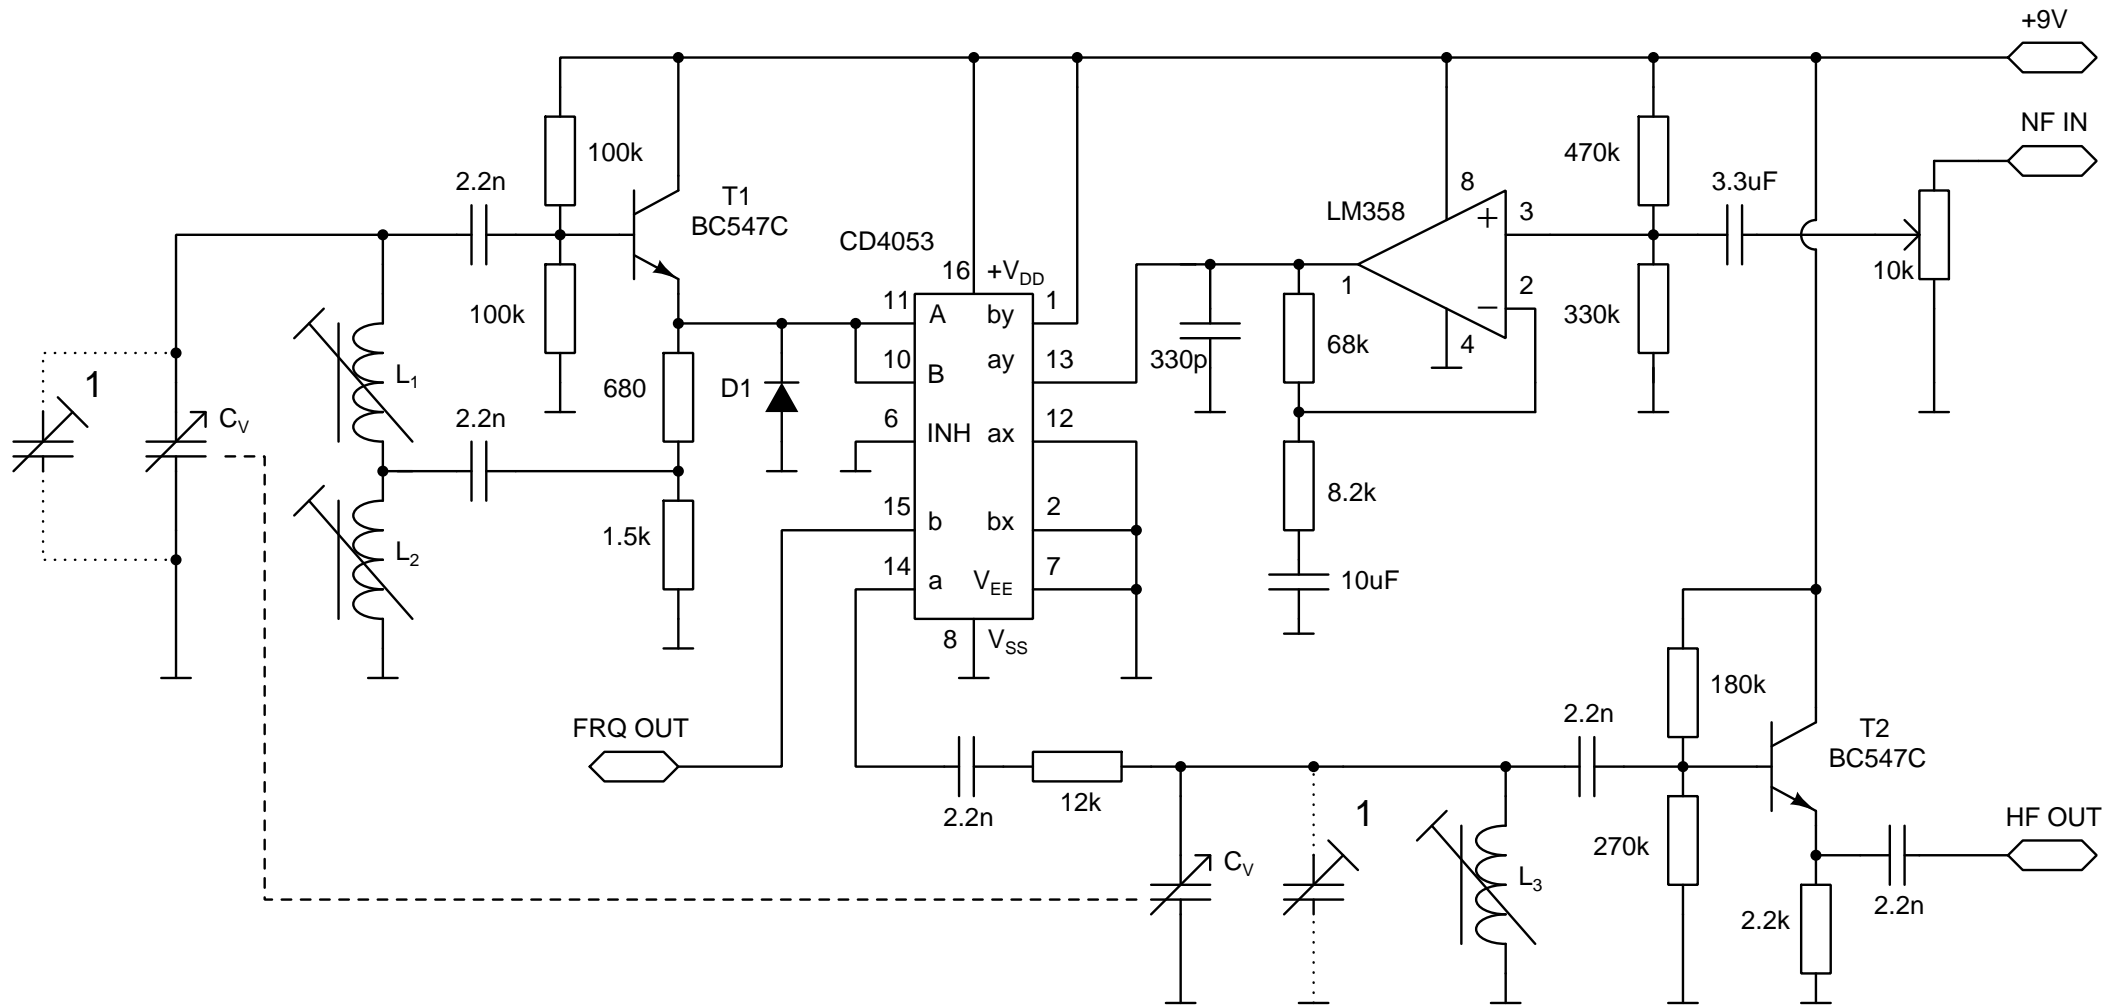 +9V
NF IN
100k
470k
2.2n
T1
BC547C
8
3.3uF
LM358
+
3
CD4053
16 +VDD
10k
1
2
100k
11
A
by
1
−
330k
4
68k
10
B
ay
13
330p
L1
1
680
D1
CV
2.2n
6
INH
ax
12
8.2k
15
b
bx
2
1.5k
L2
14
a
VEE
7
10uF
8
VSS
180k
FRQ OUT
2.2n
T2
BC547C
12k
2.2n
1
HF OUT
270k
CV
L3
2.2k
2.2n